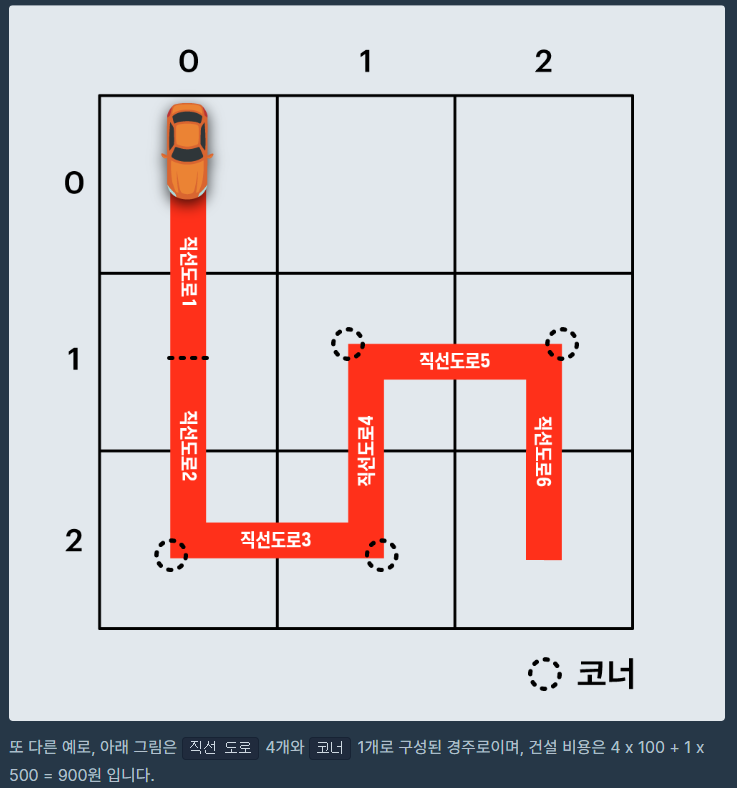 0 1 2
0
직선도로1
1
직선도로5
직선도로2
직선도로4
직선도로6
2
직선도로3
코너
또 다른 예로, 아래 그림은 직선 도로 4개와 코너 1개로 구성된 경주로이며, 건설 비용은 4 x 100 + 1 x
500 = 900원 입니다.